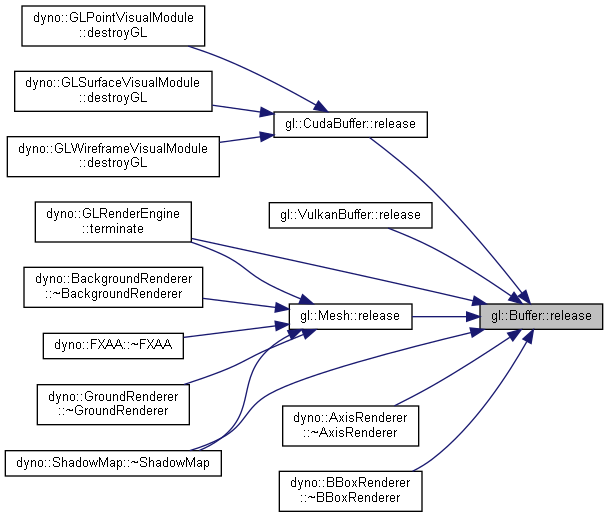 dyno::GLPointVisualModule
::destroyGL
dyno::GLSurfaceVisualModule
::destroyGL
gl::CudaBuffer::release
dyno::GLWireframeVisualModule
::destroyGL
dyno::GLRenderEngine
::terminate
gl::VulkanBuffer::release
dyno::BackgroundRenderer
::~BackgroundRenderer
gl::Mesh::release
gl::Buffer::release
dyno::FXAA::~FXAA
dyno::GroundRenderer
::~GroundRenderer
dyno::AxisRenderer
::~AxisRenderer
dyno::ShadowMap::~ShadowMap
dyno::BBoxRenderer
::~BBoxRenderer